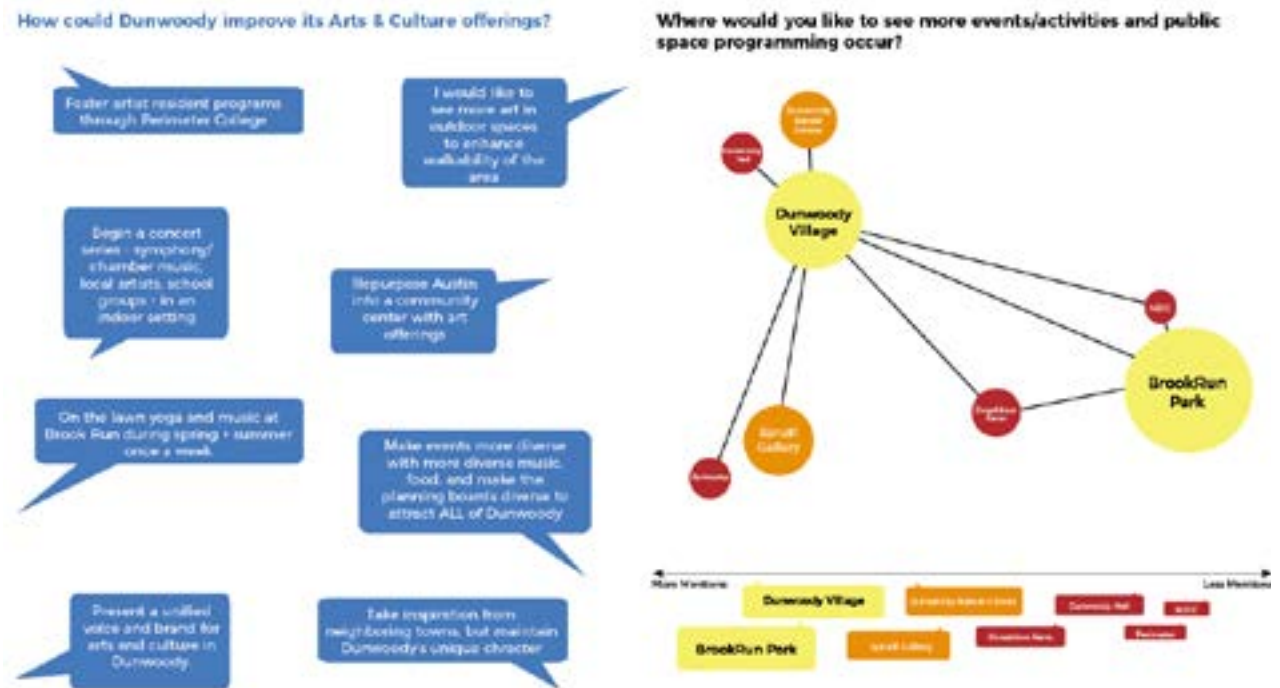 How could Dunwoody improve its Arts & Culture offerings?
Foster artist resident programs
through Perimeter College
I would like to
see more art in
outdoor spaces
to enhance
walkability of the
area
Begin a concert
series - symphony/
chamber music,
local artists, school
groups - in an
indoor setting
Repurpose Austin
into a community
center with art
offerings
On the lawn yoga and music at
Brook Run during spring + summer
once a week
Make events more diverse
with more diverse music,
food, and make the
planning boards diverse to
attract ALL of Dunwoody
Present a unified
voice and brand for
arts and culture in
Dunwoody
Take inspiration from
neighboring towns, but maintain
Dunwoody's unique chracter
Where would you like to see more events/activities and public
space programming occur?
Dunwoody
Village
BrookRun
Park
Spruill
Gallery
Perimeter
More Mentions
Less Mentions
Dunwoody Village
BrookRun Park
Spruill Gallery
Perimeter